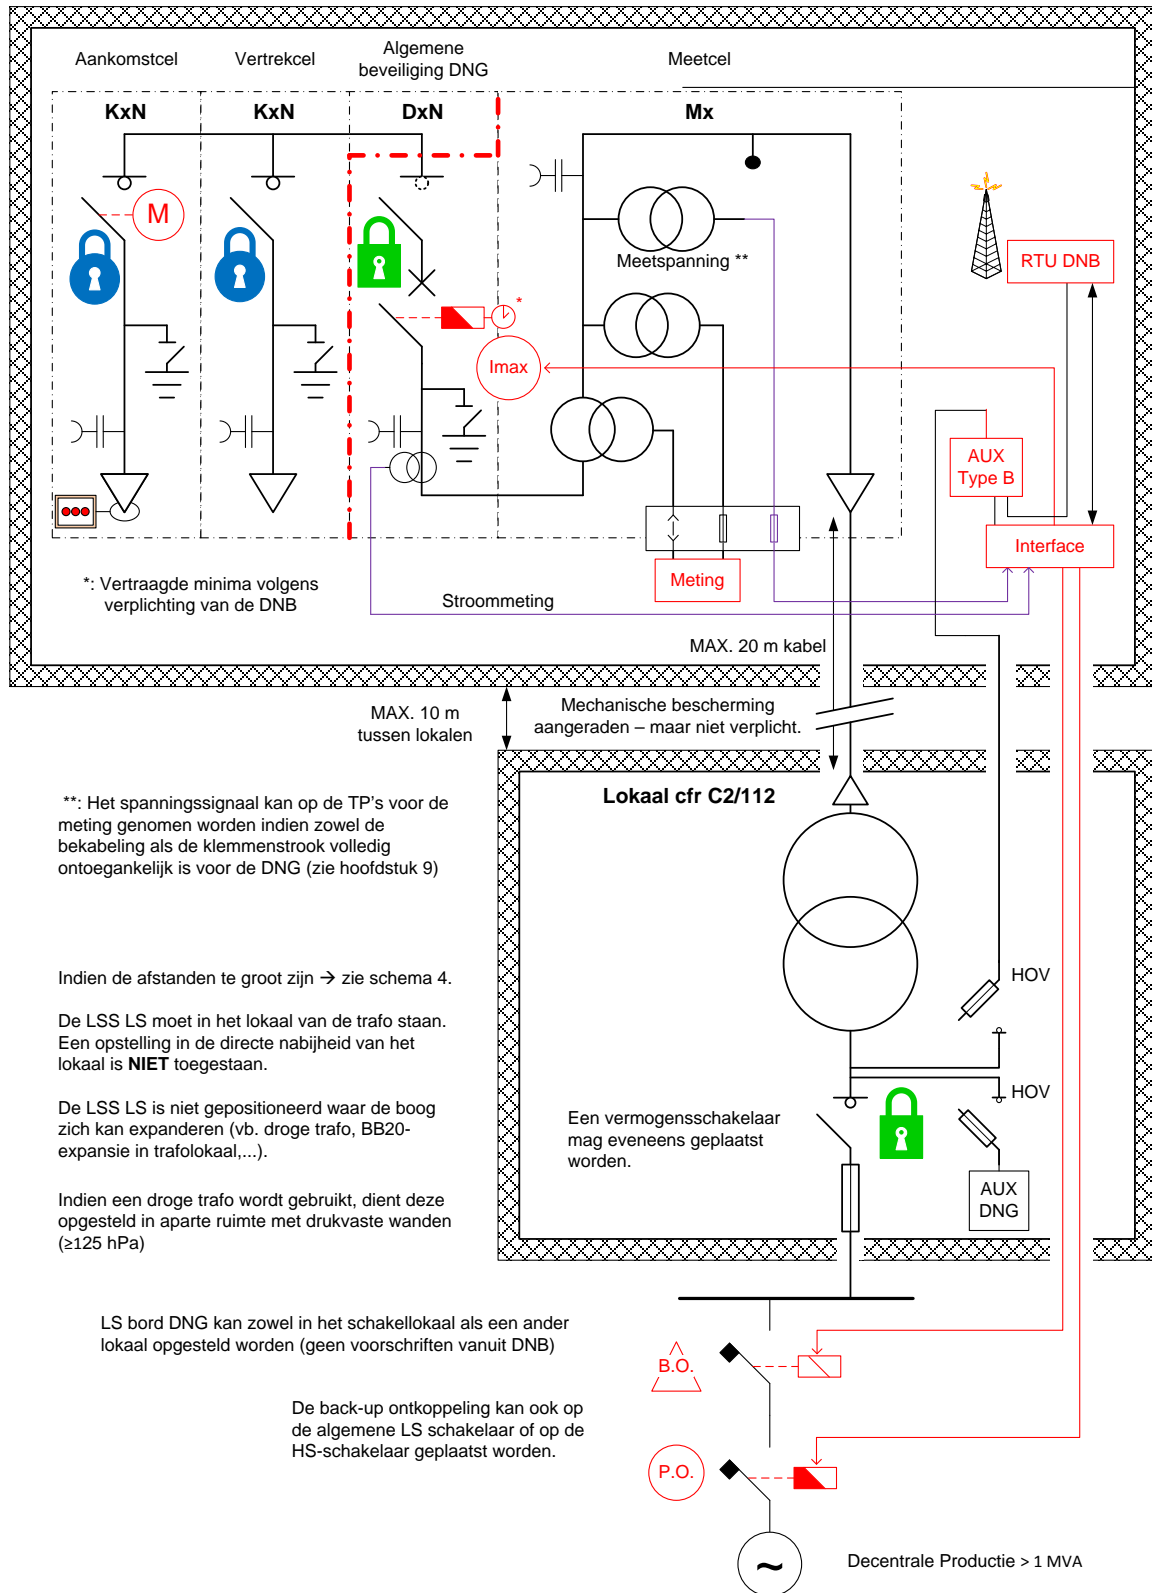 Aankomstcel
Vertrekcel
Algemene
beveiliging DNG
Meetcel
KxN
KxN
DxN
Mx
M
Meetspanning **
RTU DNB
*
Imax
AUX
Type B
Interface
Meting
*: Vertraagde minima volgens
verplichting van de DNB
Stroommeting
MAX. 20 m kabel
MAX. 10 m
tussen lokalen
Mechanische bescherming
aangeraden – maar niet verplicht.
Lokaal cfr C2/112
**: Het spanningssignaal kan op de TP's voor de
meting genomen worden indien zowel de
bekabeling als de klemmenstrook volledig
ontoegankelijk is voor de DNG (zie hoofdstuk 9)
Indien de afstanden te groot zijn → zie schema 4.
HOV
De LSS LS moet in het lokaal van de trafo staan.
Een opstelling in de directe nabijheid van het
lokaal is NIET toegestaan.
HOV
De LSS LS is niet gepositioneerd waar de boog
zich kan expanderen (vb. droge trafo, BB20-
expansie in trafolokaal,...).
Een vermogensschakelaar
mag eveneens geplaatst
worden.
AUX
DNG
Indien een droge trafo wordt gebruikt, dient deze
opgesteld in aparte ruimte met drukvaste wanden
(≥125 hPa)
LS bord DNG kan zowel in het schakellokaal als een ander
lokaal opgesteld worden (geen voorschriften vanuit DNB)
B.O.
De back-up ontkoppeling kan ook op
de algemene LS schakelaar of op de
HS-schakelaar geplaatst worden.
P.O.
~
Decentrale Productie > 1 MVA